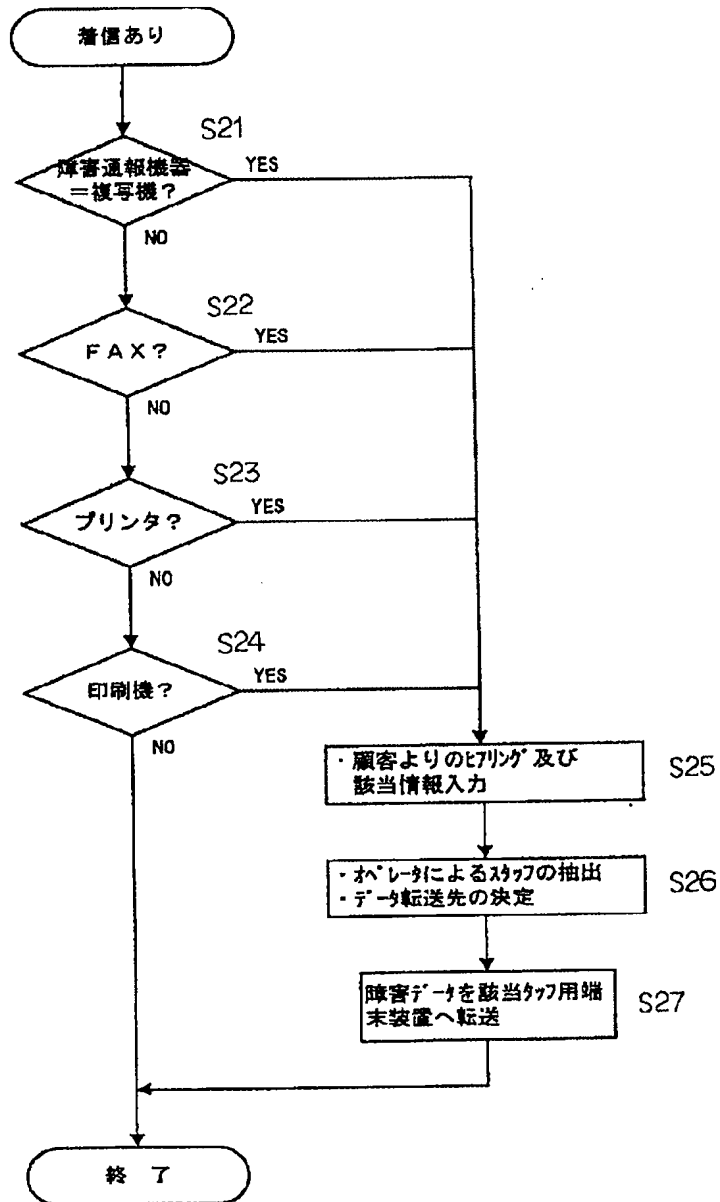 着信あり
S21
障害通報機器
=複写機？
YES
NO
S22
ＦＡＸ？
YES
NO
S23
プリンタ？
YES
NO
S24
印刷機？
YES
NO
・顧客よりのﾋｱﾘﾝｸﾞ及び
該当情報入力
S25
・ｵﾍﾟﾚｰﾀによるｽﾀｯﾌの抽出
・ﾃﾞｰﾀ転送先の決定
S26
障害ﾃﾞｰﾀを該当ﾀｯﾌ用端
末装置へ転送
S27
終 了